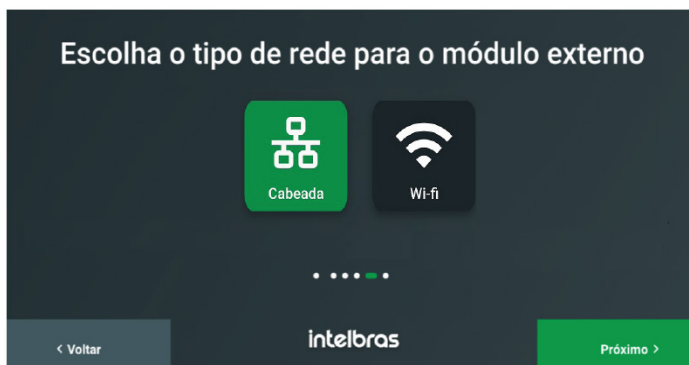 Escolha o tipo de rede para o módulo externo
Cabeada
Wi-fi
< Voltar
intelbras
Próximo >